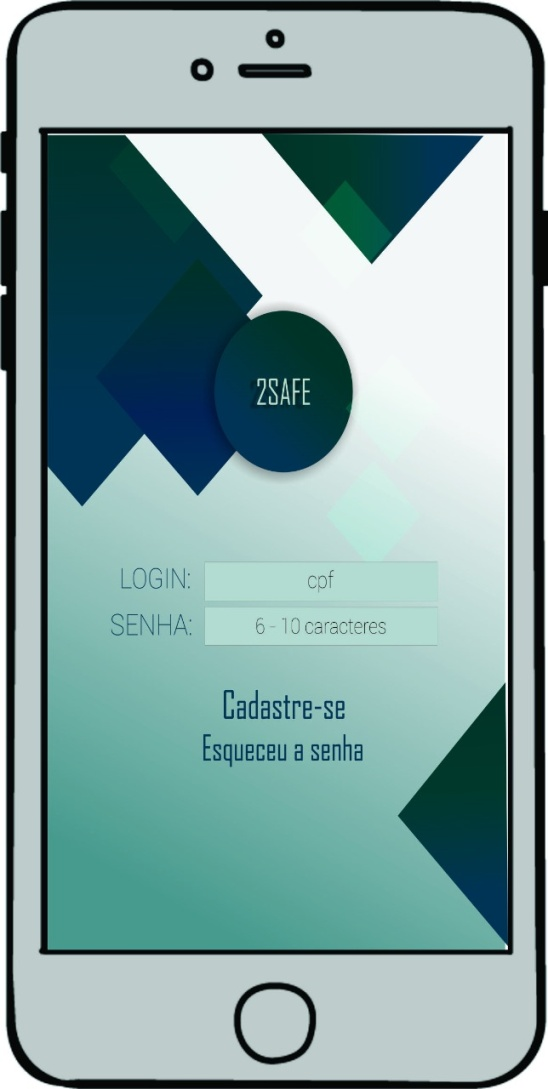 2SAFE
LOGIN: cpf
SENHA: 6 - 10 caracteres
Cadastre-se
Esqueceu a senha